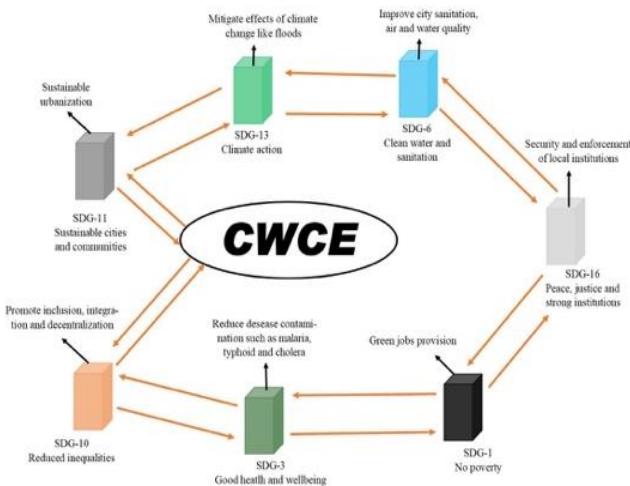 Mitigate effects of climate
change like floods
Improve city sanitation,
air and water quality
Sustainable
urbanization
SDG-13
Climate action
SDG-6
Clean water and
sanitation
Security and enforcement
of local institutions
SDG-11
Sustainable cities
and communities
CWCE
SDG-16
Peace, justice and
strong institutions
Promote inclusion, integra-
tion and decentralization
Reduce desease contami-
nation such as malaria,
typhoid and cholera
Green jobs provision
SDG-10
Reduced inequalities
SDG-3
Good heatlh and wellbeing
SDG-1
No poverty